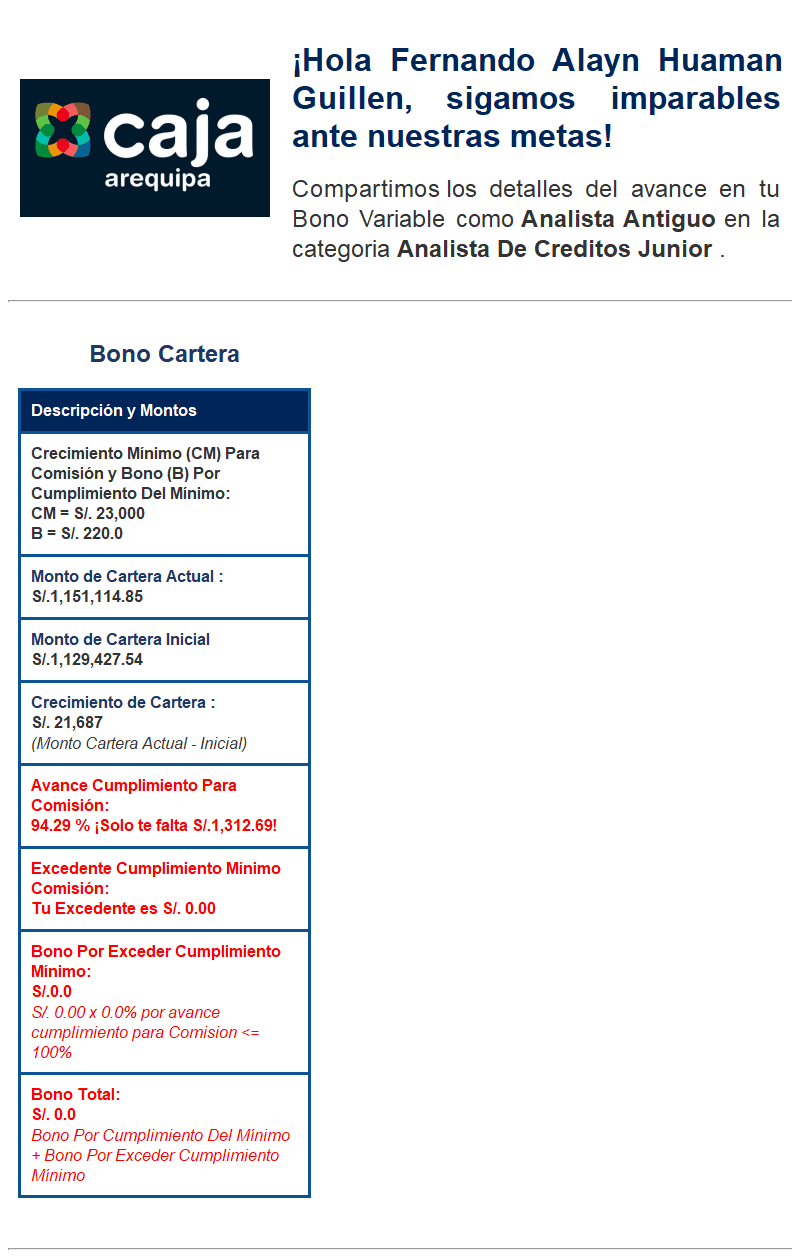 caja
arequipa
¡Hola Fernando Alayn Huaman
Guillen, sigamos imparables
ante nuestras metas!
Compartimos los detalles del avance en tu
Bono Variable como Analista Antiguo en la
categoria Analista De Creditos Junior .
Bono Cartera
Descripción y Montos
Crecimiento Mínimo (CM) Para
Comisión y Bono (B) Por
Cumplimiento Del Mínimo:
CM = S/. 23,000
B = S/. 220.0
Monto de Cartera Actual :
S/.1,151,114.85
Monto de Cartera Inicial
S/.1,129,427.54
Crecimiento de Cartera :
S/. 21,687
(Monto Cartera Actual - Inicial)
Avance Cumplimiento Para
Comisión:
94.29 % ¡Solo te falta S/.1,312.69!
Excedente Cumplimiento Mínimo
Comisión:
Tu Excedente es S/. 0.00
Bono Por Exceder Cumplimiento
Mínimo:
S/.0.0
S/. 0.00 x 0.0% por avance
cumplimiento para Comision <=
100%
Bono Total:
S/. 0.0
Bono Por Cumplimiento Del Mínimo
+ Bono Por Exceder Cumplimiento
Mínimo